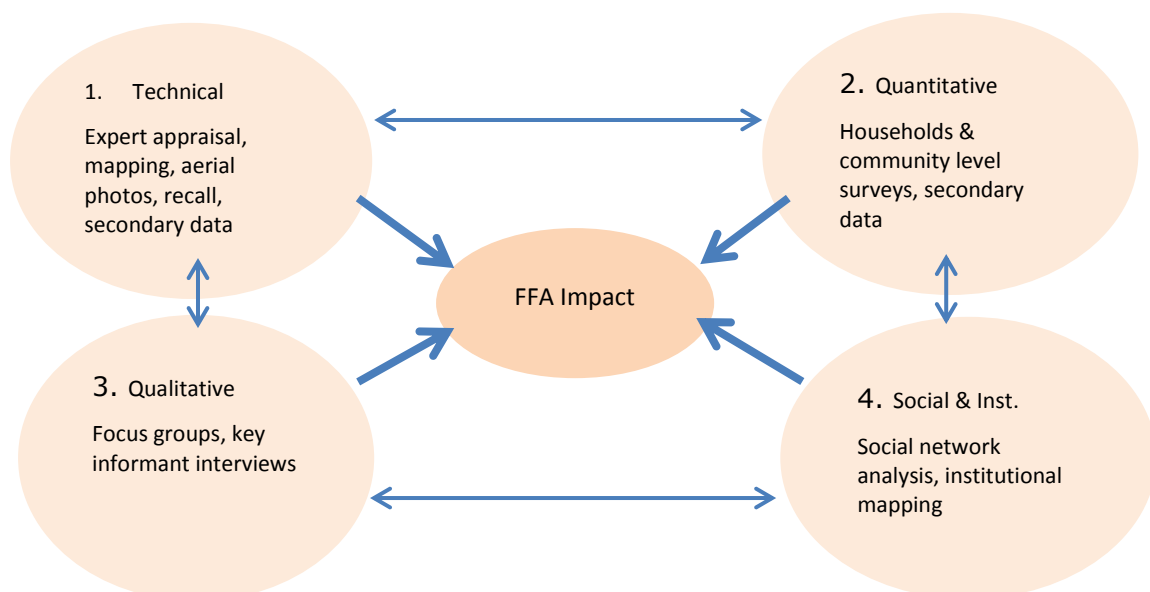 1. Technical
Expert appraisal,
mapping, aerial
photos, recall,
secondary data
2. Quantitative
Households &
community level
surveys, secondary
data
FFA Impact
3. Qualitative
Focus groups, key
informant interviews
4. Social & Inst.
Social network
analysis, institutional
mapping